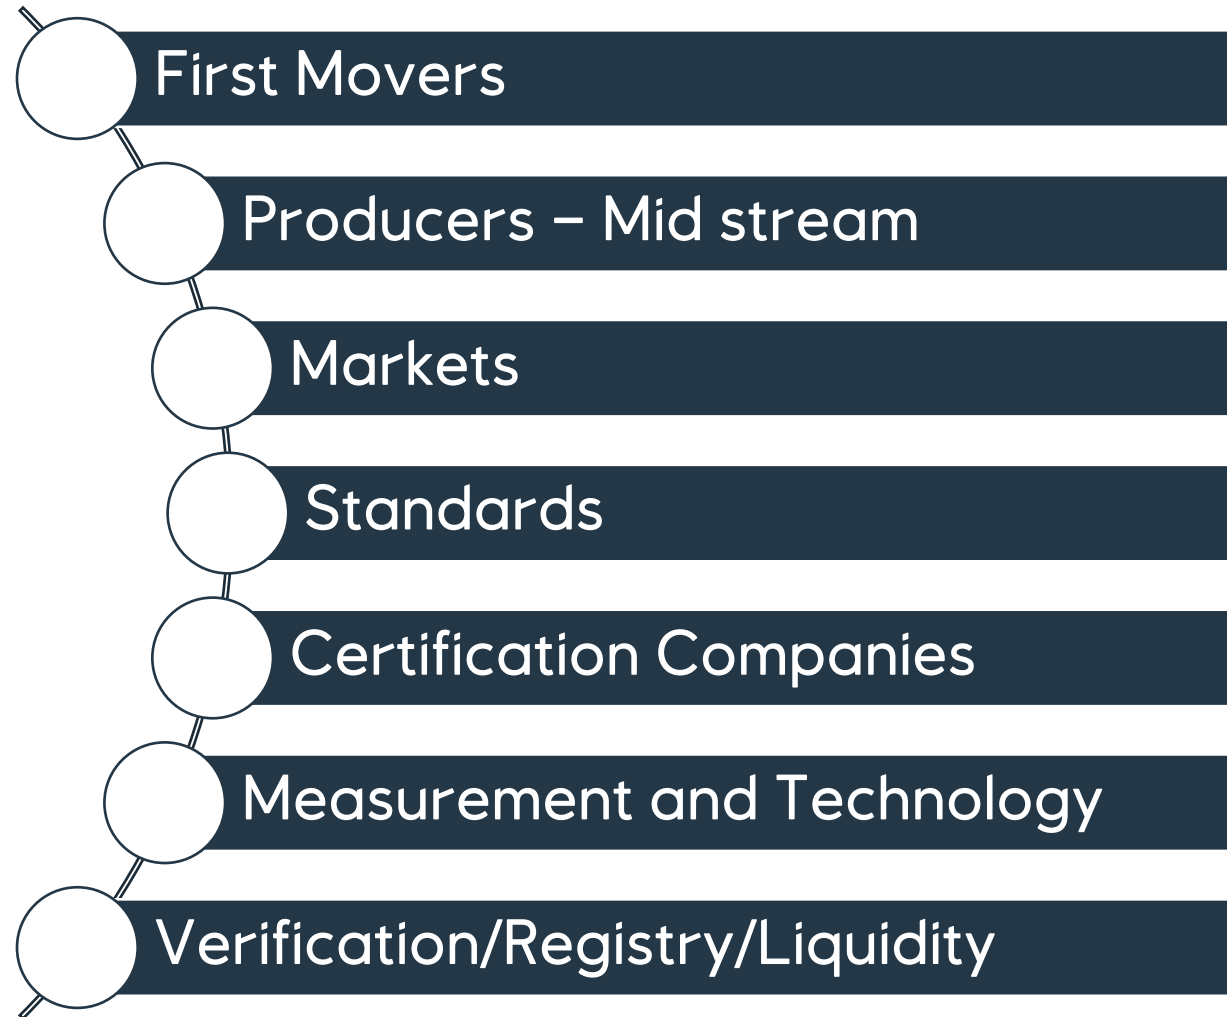 First Movers
Producers – Mid stream
Markets
Standards
Certification Companies
Measurement and Technology
Verification/Registry/Liquidity